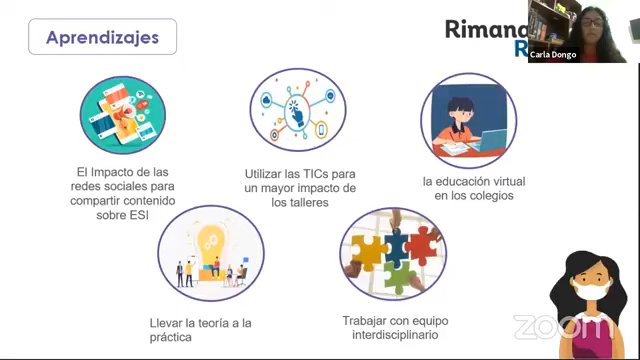 Aprendizajes
Rimana
R
Carla Dongo
El Impacto de las
redes sociales para
compartir contenido
sobre ESI
Utilizar las TICs para
un mayor impacto de
los talleres
la educación virtual
en los colegios
Llevar la teoría a la
práctica
Trabajar con equipo
interdisciplinario
zoom